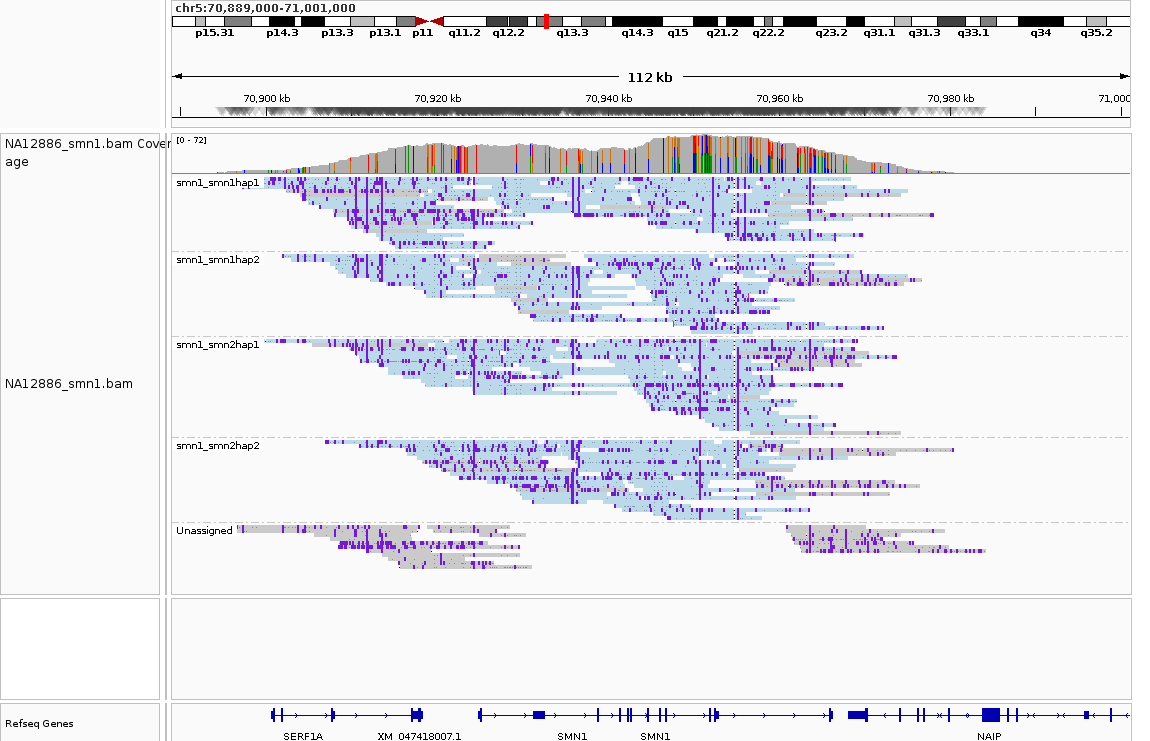 chr5:70,889,000-71,001,000
p15.31 p14.3 p13.3 p13.1 p11 q11.2 q12.2 q13.3 q14.3 q15 q21.2 q22.2 q23.2 q31.1 q31.3 q33.1 q34 q35.2
112 kb
70,900 kb 70,920 kb 70,940 kb 70,960 kb 70,980 kb 71,000
NA12886_smn1.bam Cover
age
[0 - 72]
smn1_smn1hap1
smn1_smn1hap2
smn1_smn2hap1
NA12886_smn1.bam
smn1_smn2hap2
Unassigned
Refseq Genes
SERF1A XM_047418007.1 SMN1 SMN1 NAIP